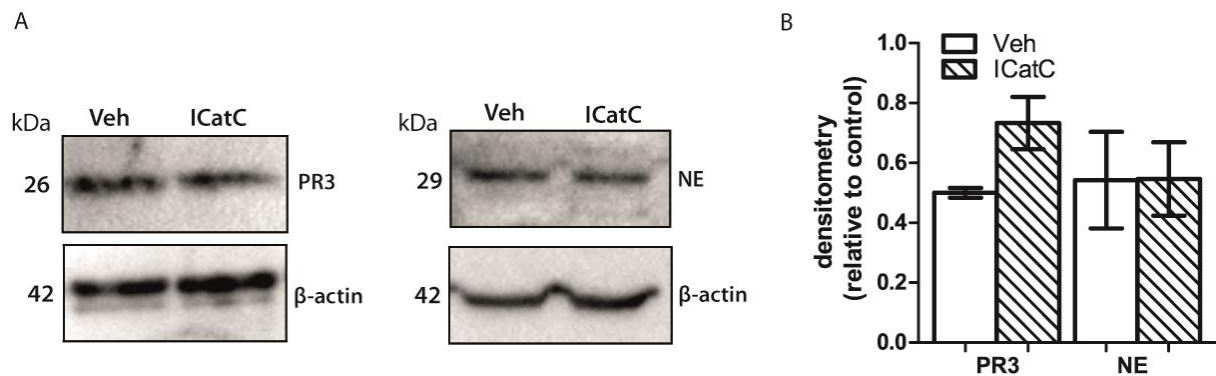 A
kDa Veh ICatC
26 PR3
42 β-actin
kDa Veh ICatC
29 NE
42 β-actin
B
Veh
ICatC
densitometry
(relative to control)
1.0
0.8
0.6
0.4
0.2
0.0
PR3 NE